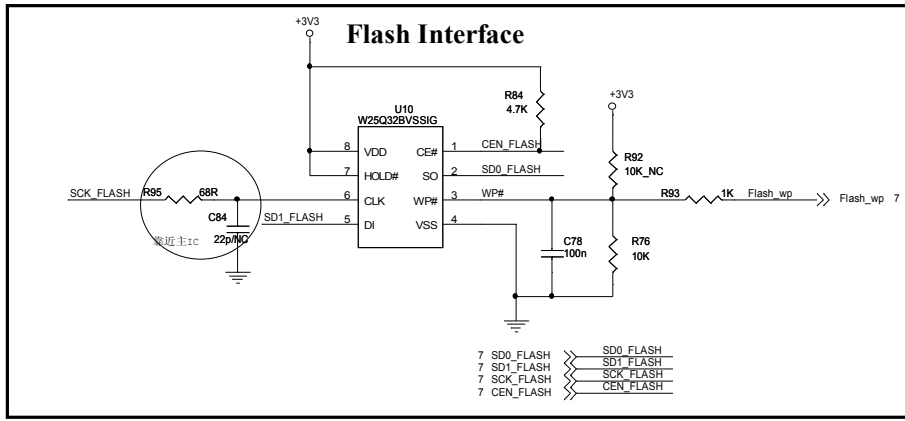 Flash Interface
+3V3
R84
4.7K
+3V3
U10
W25Q32BVSSIG
8 VDD CE# 1 CEN_FLASH
7 HOLD# SO 2 SD0_FLASH
6 CLK WP# 3 WP#
5 DI VSS 4
SCK_FLASH R95 68R
SD1_FLASH
C84
22p/NC
靠近主IC
R92
10K_NC
R93 1K Flash_wp Flash_wp 7
C78
100n
R76
10K
7 SD0_FLASH SD0_FLASH
7 SD1_FLASH SD1_FLASH
7 SCK_FLASH SCK_FLASH
7 CEN_FLASH CEN_FLASH